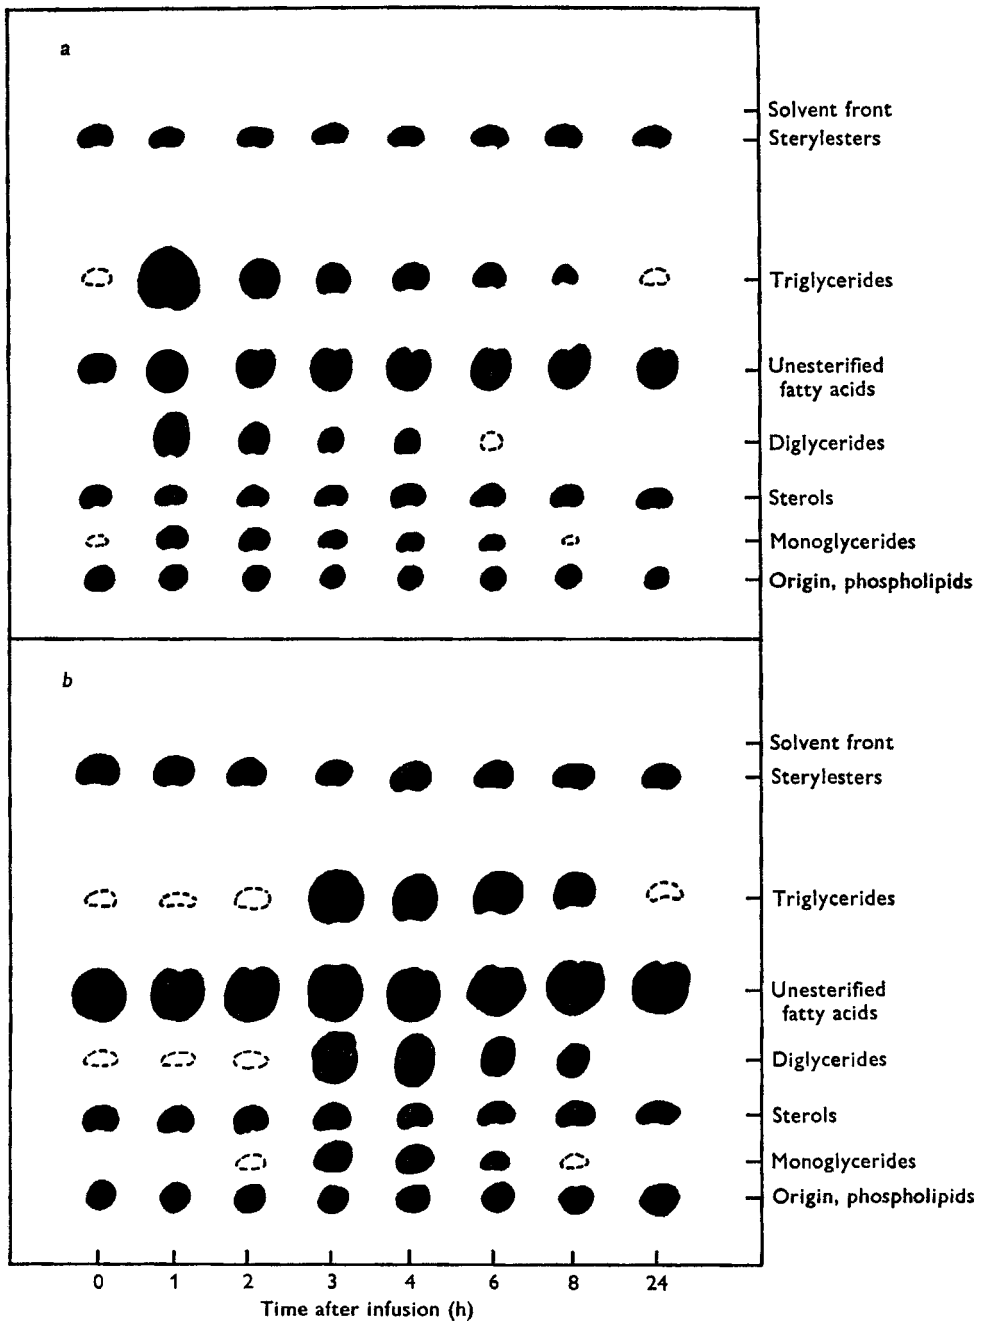 a
Solvent front
Sterylesters
Triglycerides
Unesterified
fatty acids
Diglycerides
Sterols
Monoglycerides
Origin, phospholipids
b
Solvent front
Sterylesters
Triglycerides
Unesterified
fatty acids
Diglycerides
Sterols
Monoglycerides
Origin, phospholipids
0 1 2 3 4 6 8 24
Time after infusion (h)